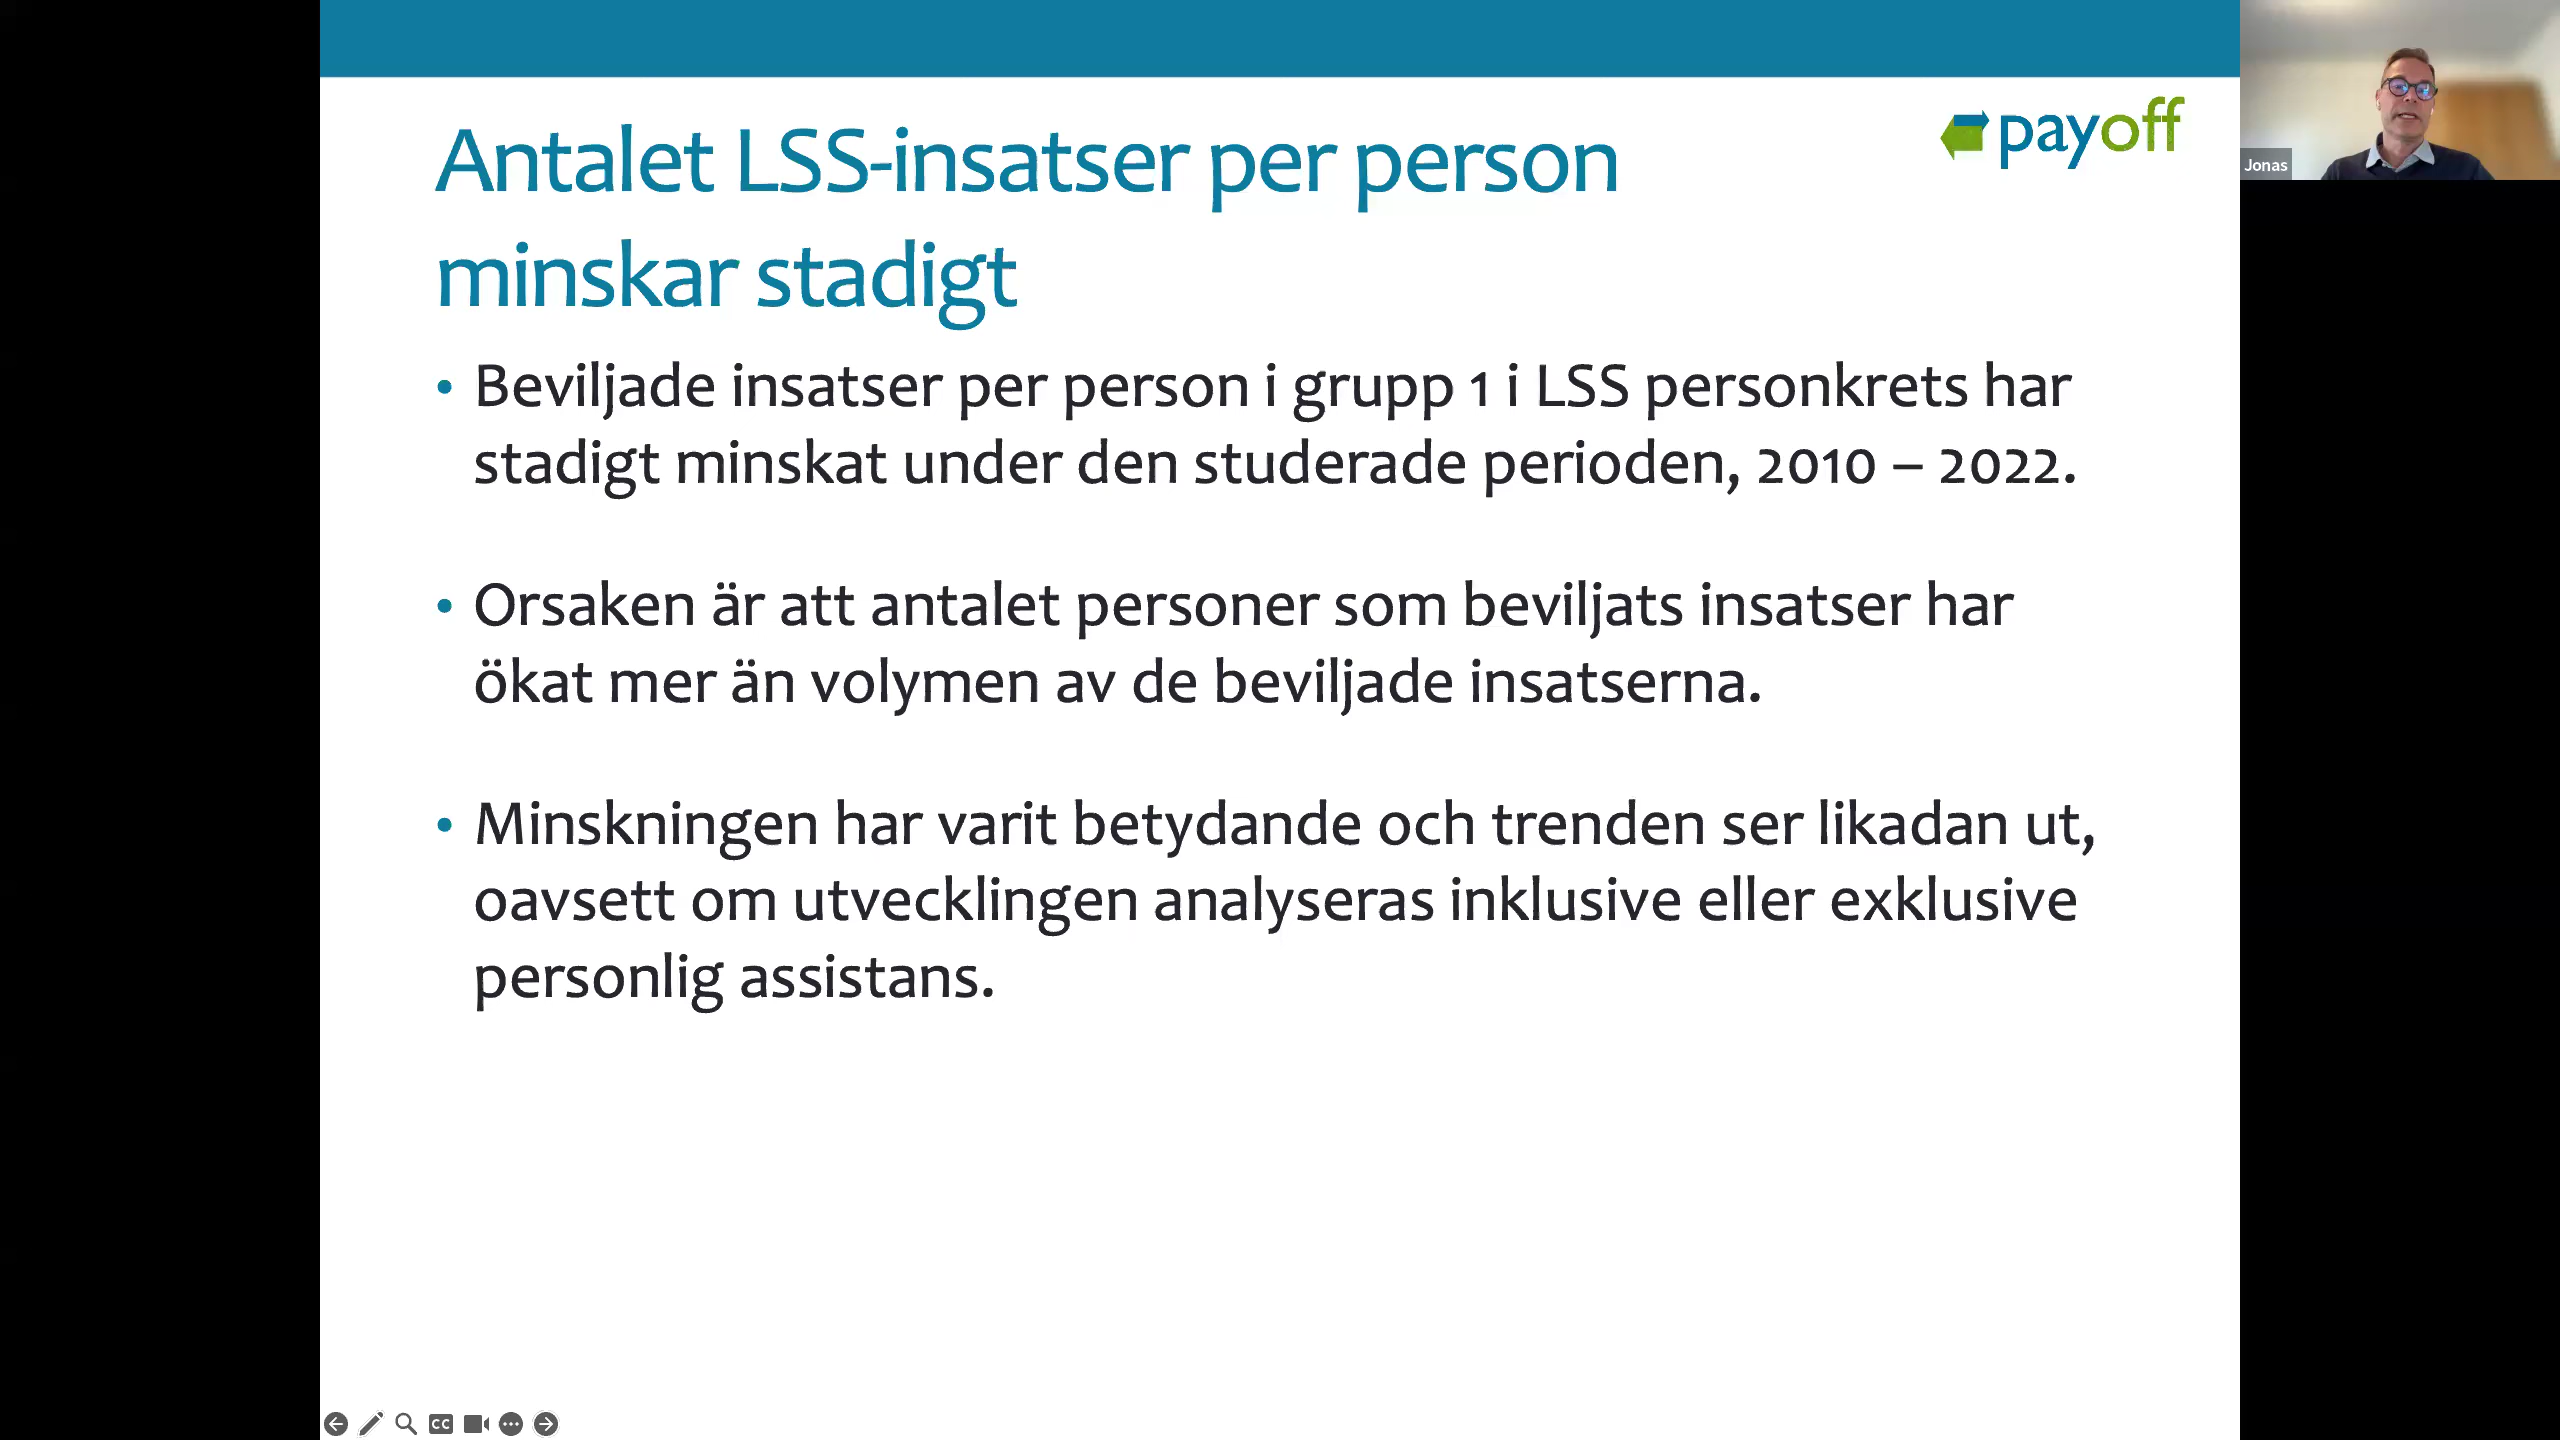 Antalet LSS-insatser per person
minskar stadigt
payoff
Jonas
• Beviljade insatser per person i grupp 1 i LSS personkrets har
stadigt minskat under den studerade perioden, 2010 – 2022.
• Orsaken är att antalet personer som beviljats insatser har
ökat mer än volymen av de beviljade insatserna.
• Minskningen har varit betydande och trenden ser likadan ut,
oavsett om utvecklingen analyseras inklusive eller exklusive
personlig assistans.
CC